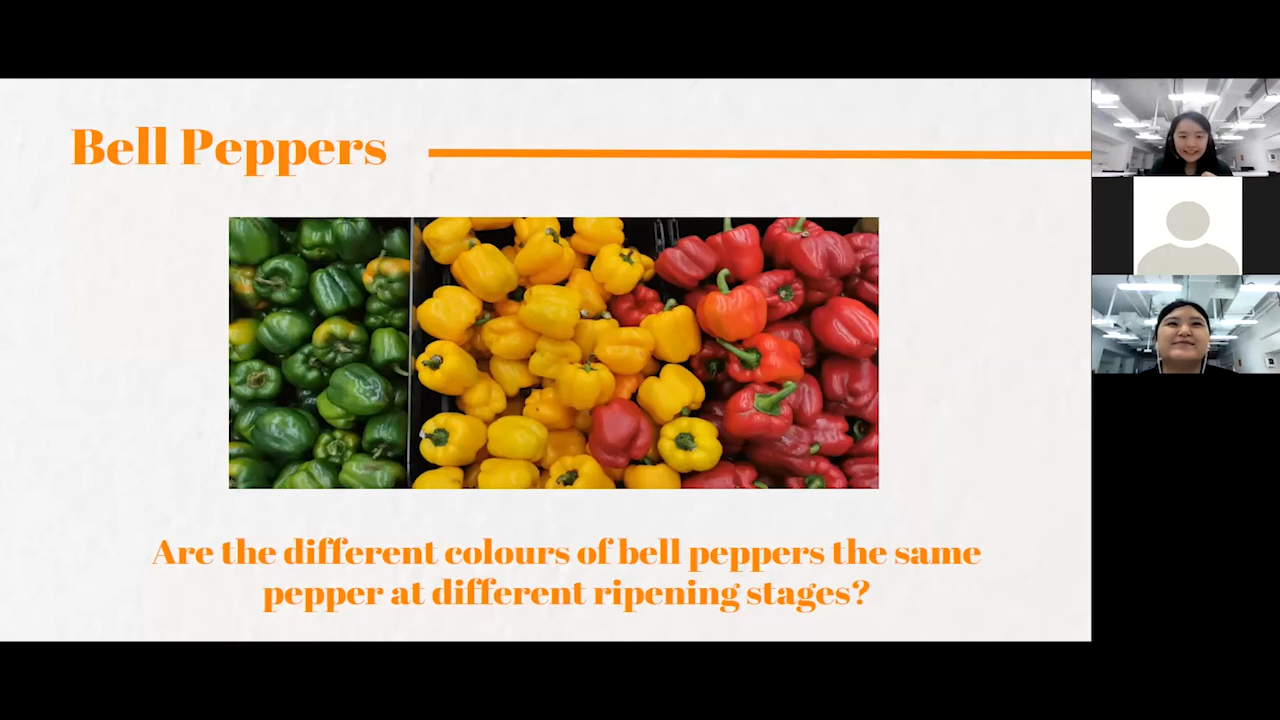 Bell Peppers
Are the different colours of bell peppers the same
pepper at different ripening stages?